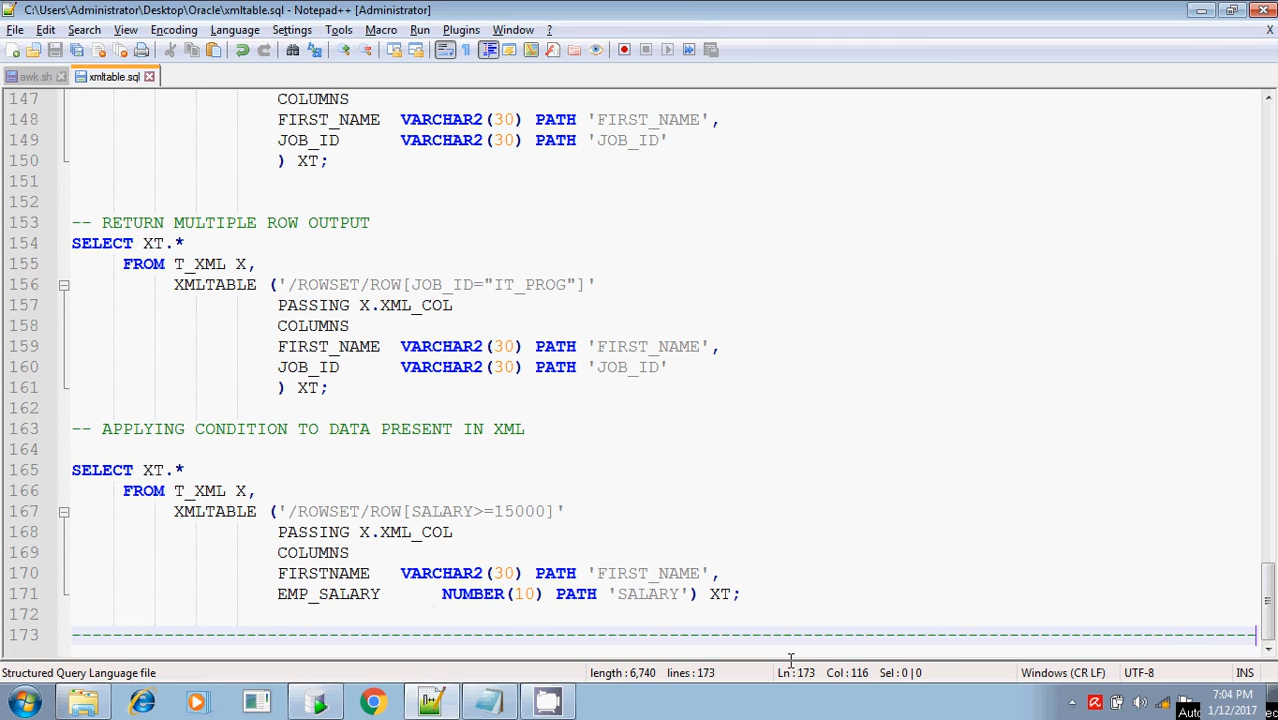 C:\Users\Administrator\Desktop\Oracle\xmltable.sql - Notepad++ [Administrator]
File Edit Search View Encoding Language Settings Tools Macro Run Plugins Window ? X
awk.sh xmltable.sql
147 COLUMNS
148 FIRST_NAME VARCHAR2(30) PATH 'FIRST_NAME',
149 JOB_ID VARCHAR2(30) PATH 'JOB_ID'
150 ) XT;
151
152
153 -- RETURN MULTIPLE ROW OUTPUT
154 SELECT XT.*
155 FROM T_XML X,
156 XMLTABLE ('/ROWSET/ROW[JOB_ID="IT_PROG"]'
157 PASSING X.XML_COL
158 COLUMNS
159 FIRST_NAME VARCHAR2(30) PATH 'FIRST_NAME',
160 JOB_ID VARCHAR2(30) PATH 'JOB_ID'
161 ) XT;
162
163 -- APPLYING CONDITION TO DATA PRESENT IN XML
164
165 SELECT XT.*
166 FROM T_XML X,
167 XMLTABLE ('/ROWSET/ROW[SALARY>=15000]'
168 PASSING X.XML_COL
169 COLUMNS
170 FIRSTNAME VARCHAR2(30) PATH 'FIRST_NAME',
171 EMP_SALARY NUMBER(10) PATH 'SALARY') XT;
172
173 -------------------------------------------------------------------------------------------------------------------
Structured Query Language file length : 6,740 lines : 173 Ln : 173 Col : 116 Sel : 0 | 0 Windows (CR LF) UTF-8 INS
7:04 PM
1/12/2017